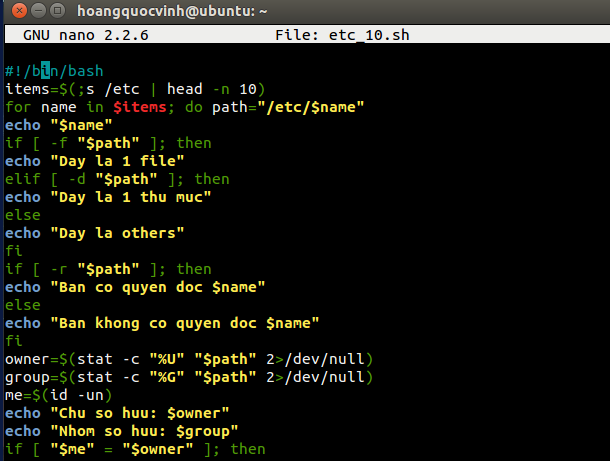 hoangquocvinh@ubuntu: ~
GNU nano 2.2.6 File: etc_10.sh
#!/bin/bash
items=$(;s /etc | head -n 10)
for name in $items; do path="/etc/$name"
echo "$name"
if [ -f "$path" ]; then
echo "Day la 1 file"
elif [ -d "$path" ]; then
echo "Day la 1 thu muc"
else
echo "Day la others"
fi
if [ -r "$path" ]; then
echo "Ban co quyen doc $name"
else
echo "Ban khong co quyen doc $name"
fi
owner=$(stat -c "%U" "$path" 2>/dev/null)
group=$(stat -c "%G" "$path" 2>/dev/null)
me=$(id -un)
echo "Chu so huu: $owner"
echo "Nhom so huu: $group"
if [ "$me" = "$owner" ]; then